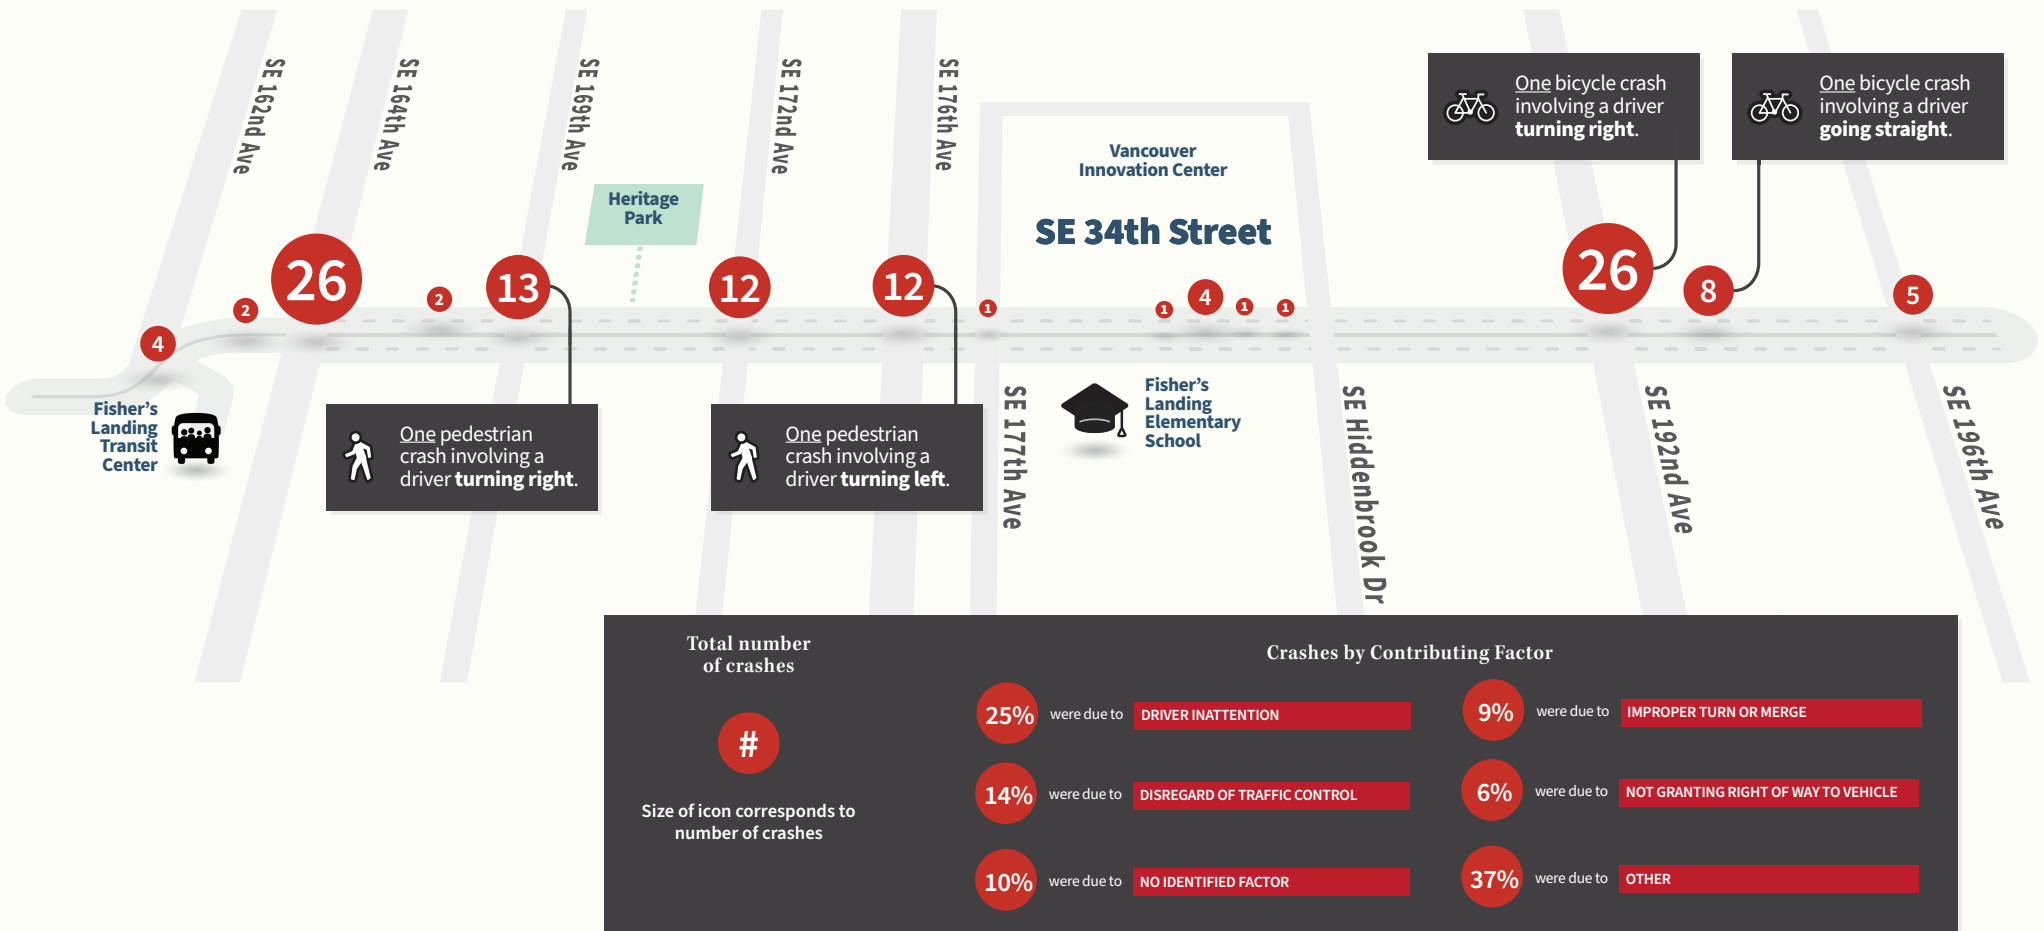 SE 162nd Ave
SE 164th Ave
SE 169th Ave
SE 172nd Ave
SE 176th Ave
One bicycle crash
involving a driver
turning right.
One bicycle crash
involving a driver
going straight.
Vancouver
Innovation Center
Heritage
Park
SE 34th Street
4
2
26
2
13
12
12
1
1
4
1
1
26
8
5
Fisher’s
Landing
Transit
Center
One pedestrian
crash involving a
driver turning right.
One pedestrian
crash involving a
driver turning left.
SE 177th Ave
Fisher’s
Landing
Elementary
School
SE Hiddenbrook Dr
SE 192nd Ave
SE 196th Ave
Total number
of crashes
#
Size of icon corresponds to
number of crashes
Crashes by Contributing Factor
25% were due to DRIVER INATTENTION
14% were due to DISREGARD OF TRAFFIC CONTROL
10% were due to NO IDENTIFIED FACTOR
9% were due to IMPROPER TURN OR MERGE
6% were due to NOT GRANTING RIGHT OF WAY TO VEHICLE
37% were due to OTHER